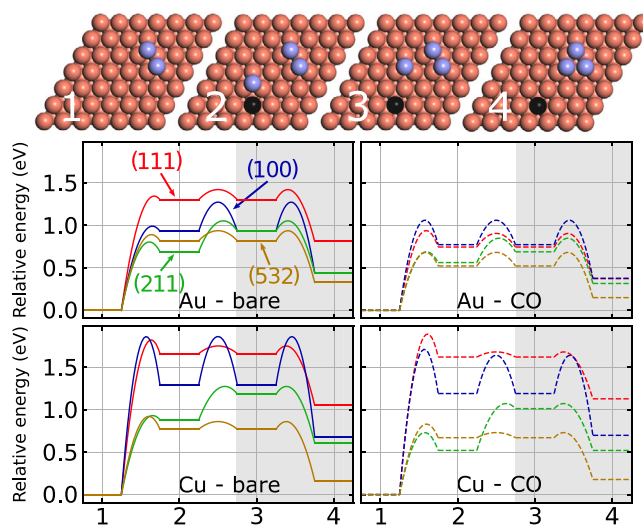 1 2 3 4
Relative energy (eV)
1.5
1.0
0.5
0.0
(111)
(100)
(211)
(532)
Au - bare
Au - CO
Relative energy (eV)
1.5
1.0
0.5
0.0
Cu - bare
Cu - CO
1 2 3 4
1 2 3 4